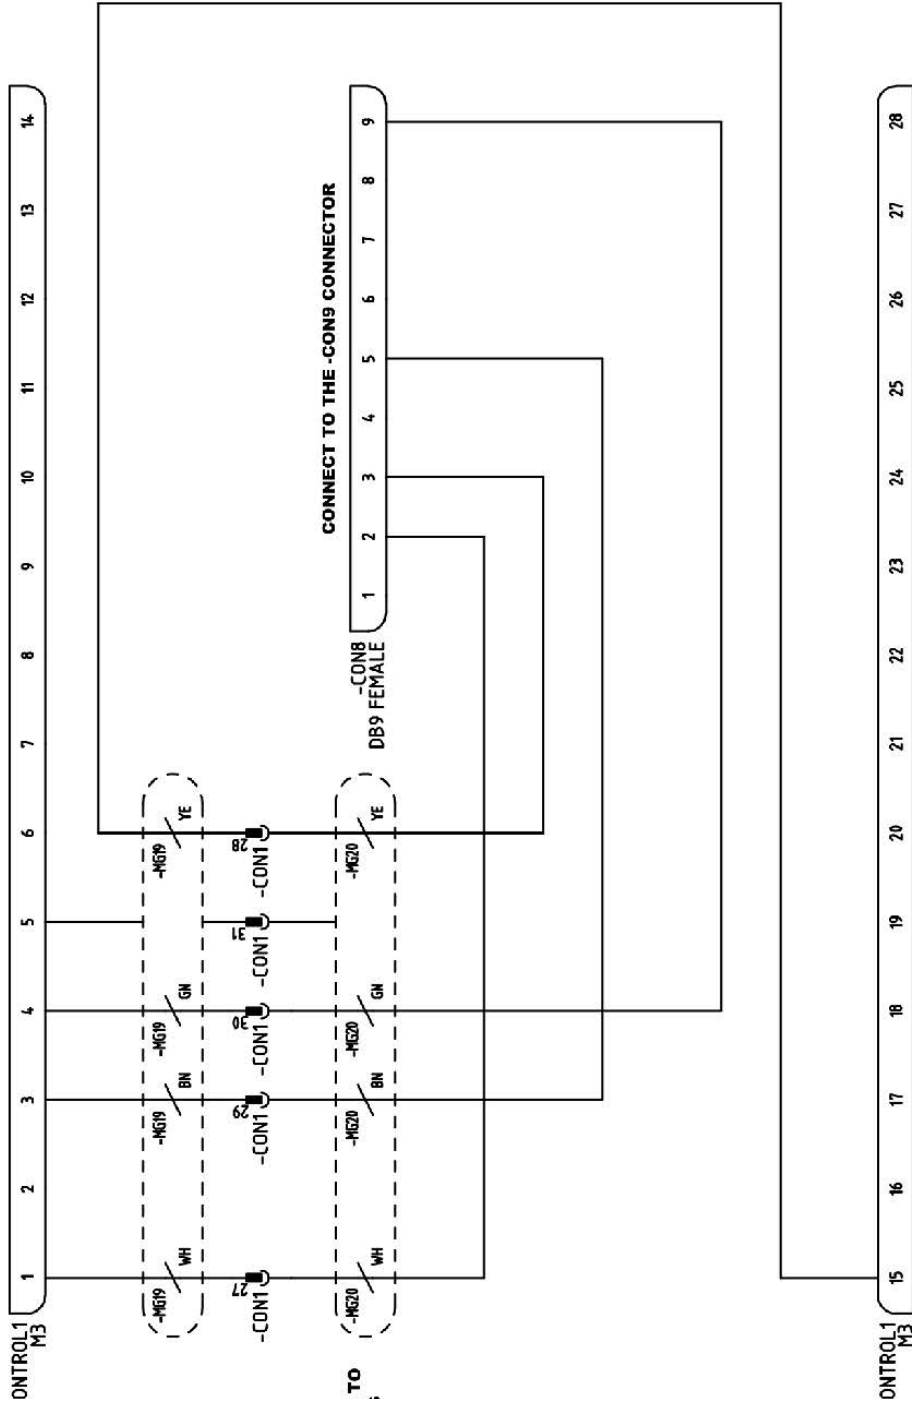 14
13
12
11
10
9
8
7
6
5
4
3
2
1
M3
-MG19
YE
-MG19
GN
-MG19
BN
-MG19
WH
28
-CON1
31
-CON1
30
-CON1
29
-CON1
27
-CON1
-MG20
YE
-MG20
GN
-MG20
BN
-MG20
WH
TO
CONNECT TO THE -CON9 CONNECTOR
9
8
7
6
5
4
3
2
1
-CON8
DB9 FEMALE
28
27
26
25
24
23
22
21
20
19
18
17
16
15
ONTROL1
M3